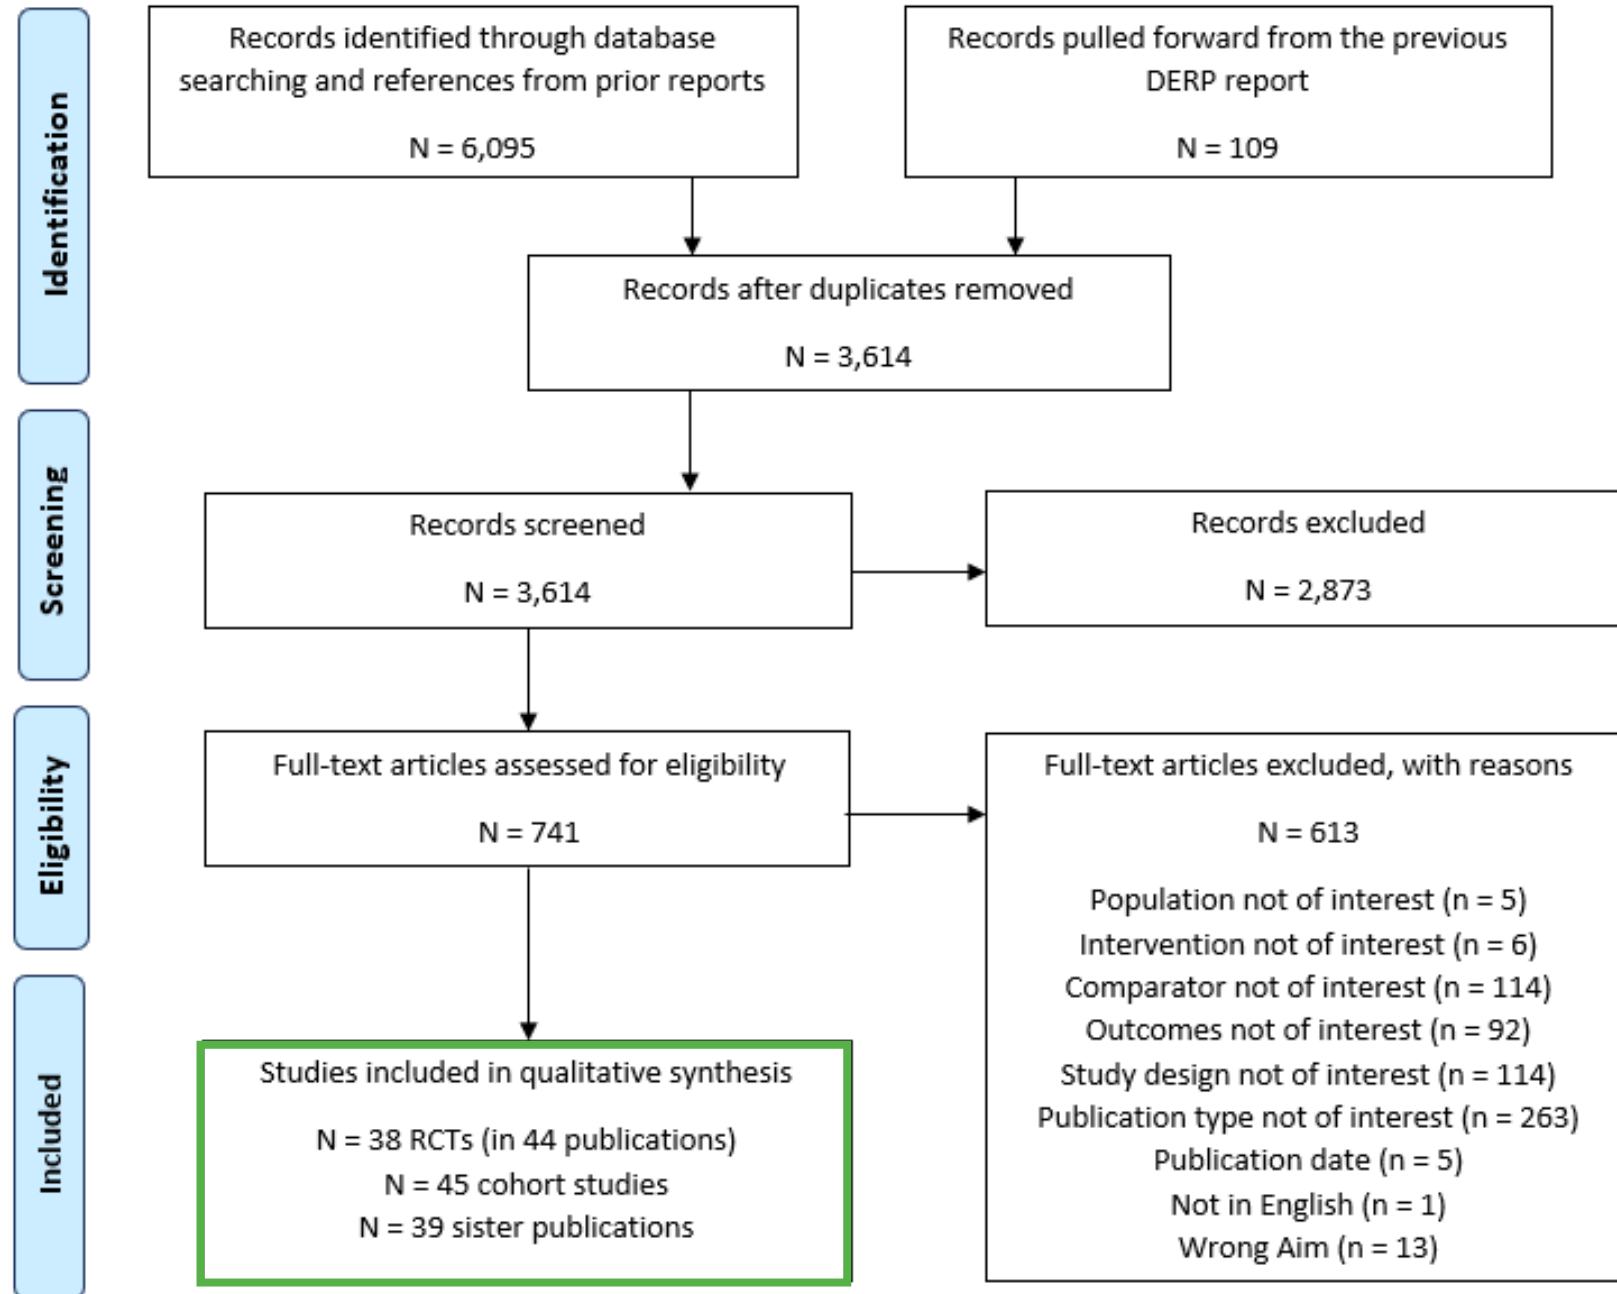 Identification
Records identified through database
searching and references from prior reports
N = 6,095
Records pulled forward from the previous
DERP report
N = 109
Records after duplicates removed
N = 3,614
Screening
Records screened
N = 3,614
Records excluded
N = 2,873
Eligibility
Full-text articles assessed for eligibility
N = 741
Full-text articles excluded, with reasons
N = 613
Population not of interest (n = 5)
Intervention not of interest (n = 6)
Comparator not of interest (n = 114)
Outcomes not of interest (n = 92)
Study design not of interest (n = 114)
Publication type not of interest (n = 263)
Publication date (n = 5)
Not in English (n = 1)
Wrong Aim (n = 13)
Included
Studies included in qualitative synthesis
N = 38 RCTs (in 44 publications)
N = 45 cohort studies
N = 39 sister publications